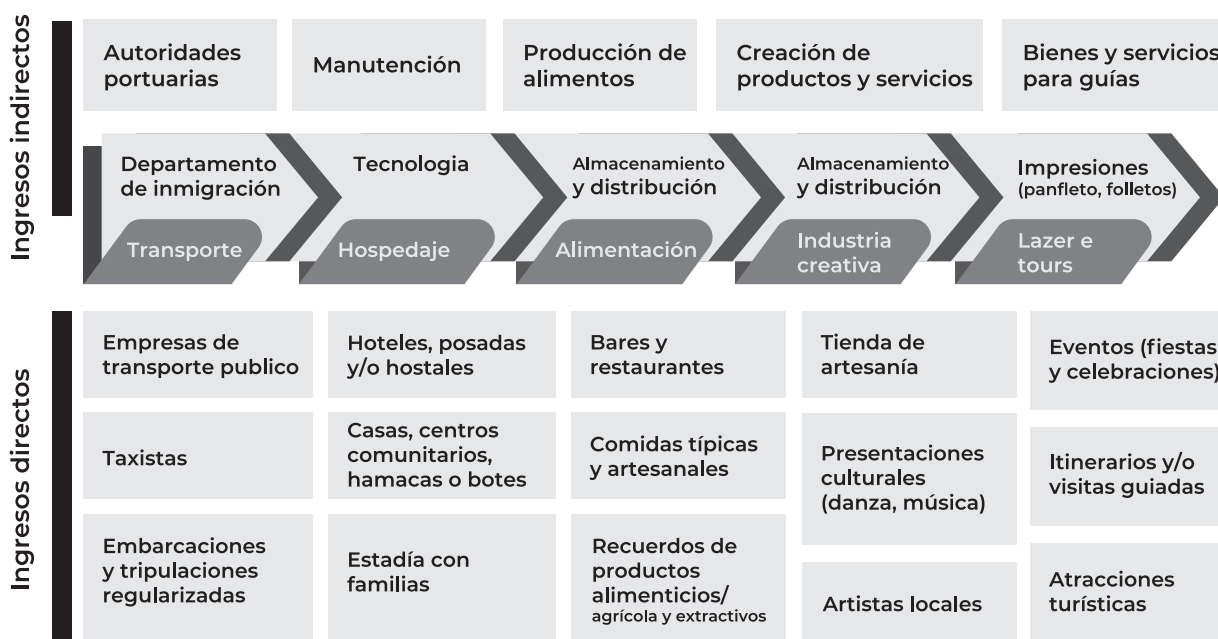 Ingresos indirectos
Autoridades
portuarias
Manutención
Producción de
alimentos
Creación de
productos y servicios
Bienes y servicios
para guías
Departamento
de inmigración
Tecnologia
Almacenamiento
y distribución
Almacenamiento
y distribución
Impresiones
(panfleto, folletos)
Transporte
Hospedaje
Alimentación
Industria
creativa
Lazer e
tours
Ingresos directos
Empresas de
transporte publico
Hoteles, posadas
y/o hostales
Bares y
restaurantes
Tienda de
artesanía
Eventos (fiestas
y celebraciones)
Taxistas
Casas, centros
comunitarios,
hamacas o botes
Comidas típicas
y artesanales
Presentaciones
culturales
(danza, música)
Itinerarios y/o
visitas guiadas
Embarcaciones
y tripulaciones
regularizadas
Estadía con
familias
Recuerdos de
productos
alimenticios/
agrícola y extractivos
Artistas locales
Atracciones
turísticas